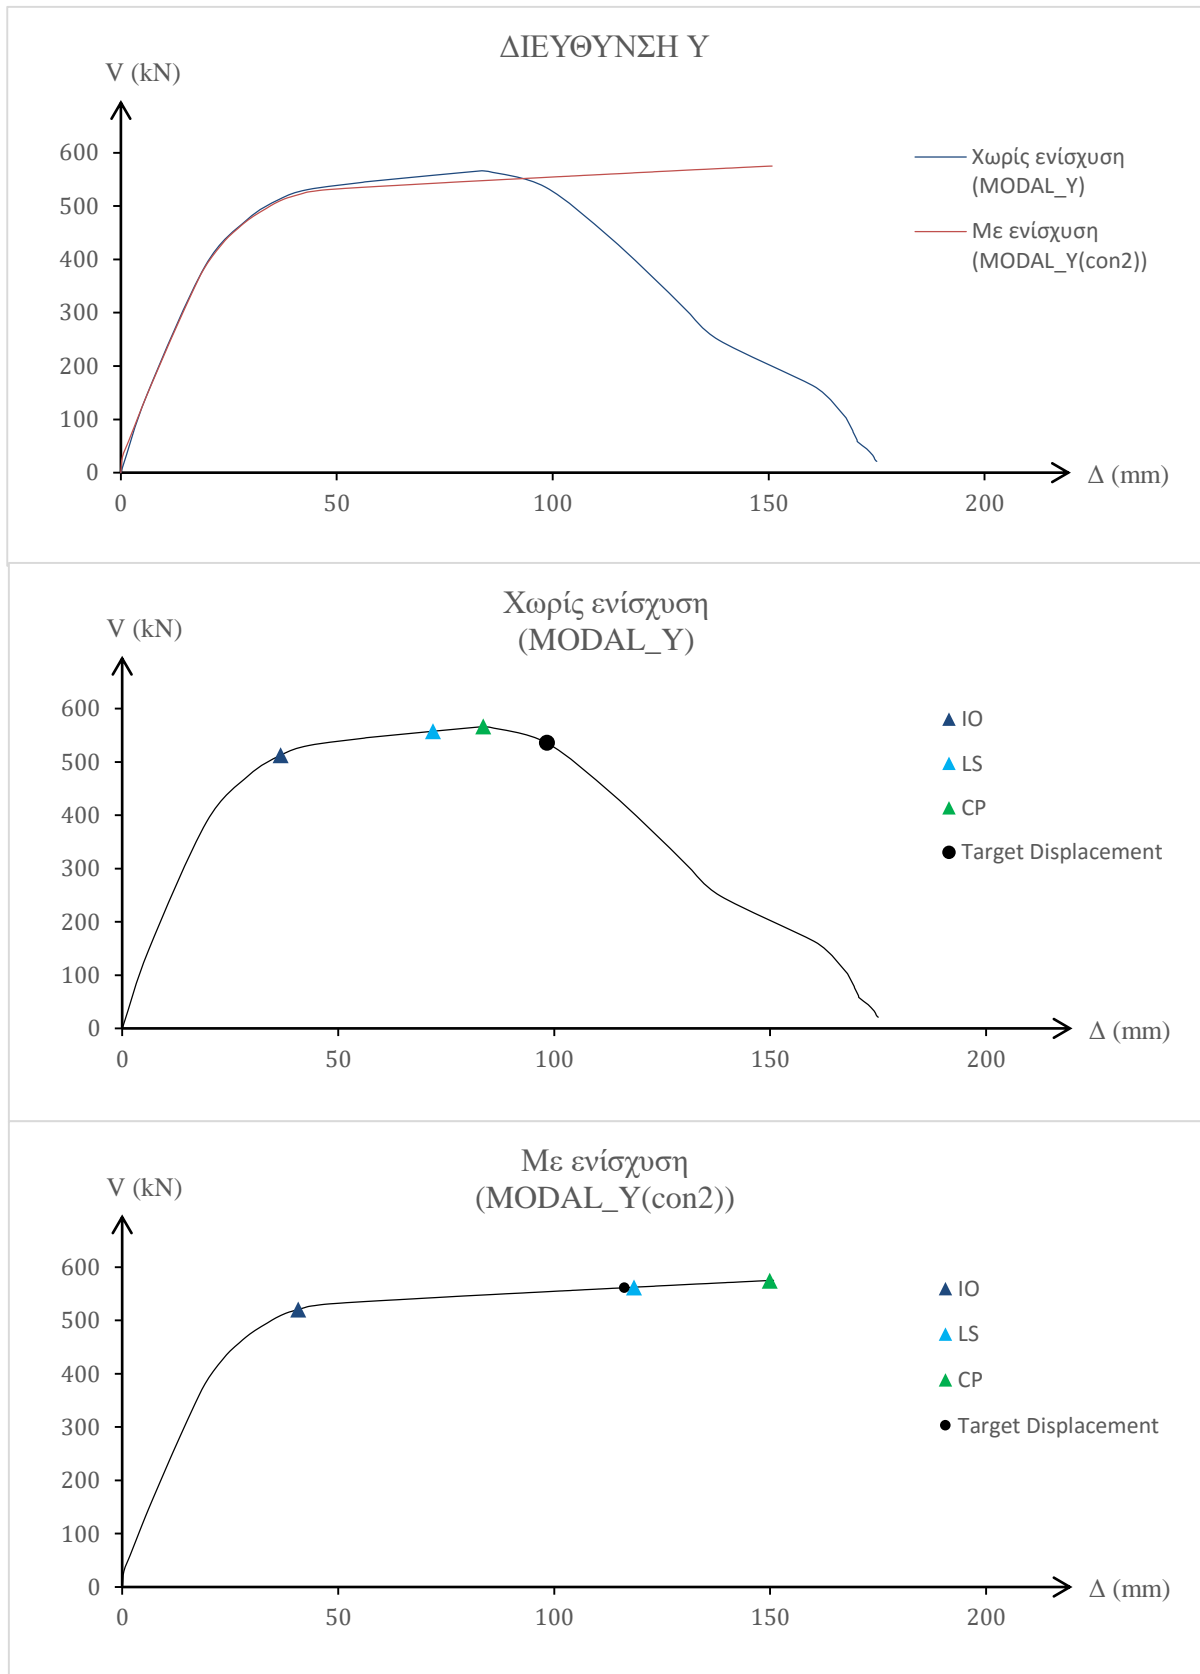 ΔΙΕΥΘΥΝΣΗ Υ
V (kN)
600
500
400
300
200
100
0
0 50 100 150 200
Δ (mm)
Χωρίς ενίσχυση
(MODAL_Y)
Με ενίσχυση
(MODAL_Y(con2))
Χωρίς ενίσχυση
(MODAL_Y)
V (kN)
600
500
400
300
200
100
0
0 50 100 150 200
Δ (mm)
IO
LS
CP
Target Displacement
Με ενίσχυση
(MODAL_Y(con2))
V (kN)
600
500
400
300
200
100
0
0 50 100 150 200
Δ (mm)
IO
LS
CP
Target Displacement